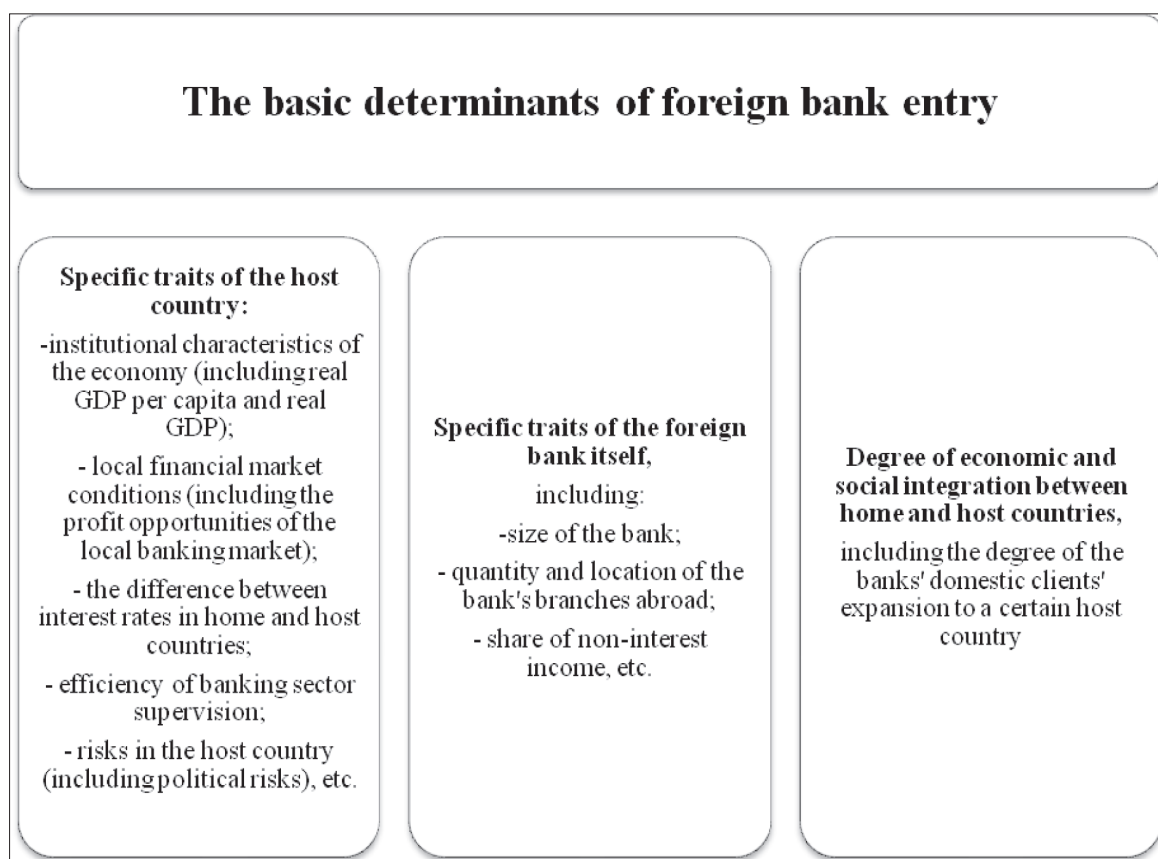 The basic determinants of foreign bank entry
Specific traits of the host
country:
-institutional characteristics of
the economy (including real
GDP per capita and real
GDP);
- local financial market
conditions (including the
profit opportunities of the
local banking market);
- the difference between
interest rates in home and host
countries;
- efficiency of banking sector
supervision;
- risks in the host country
(including political risks), etc.
Specific traits of the foreign
bank itself,
including:
-size of the bank;
- quantity and location of the
bank's branches abroad;
- share of non-interest
income, etc.
Degree of economic and
social integration between
home and host countries,
including the degree of the
banks' domestic clients'
expansion to a certain host
country